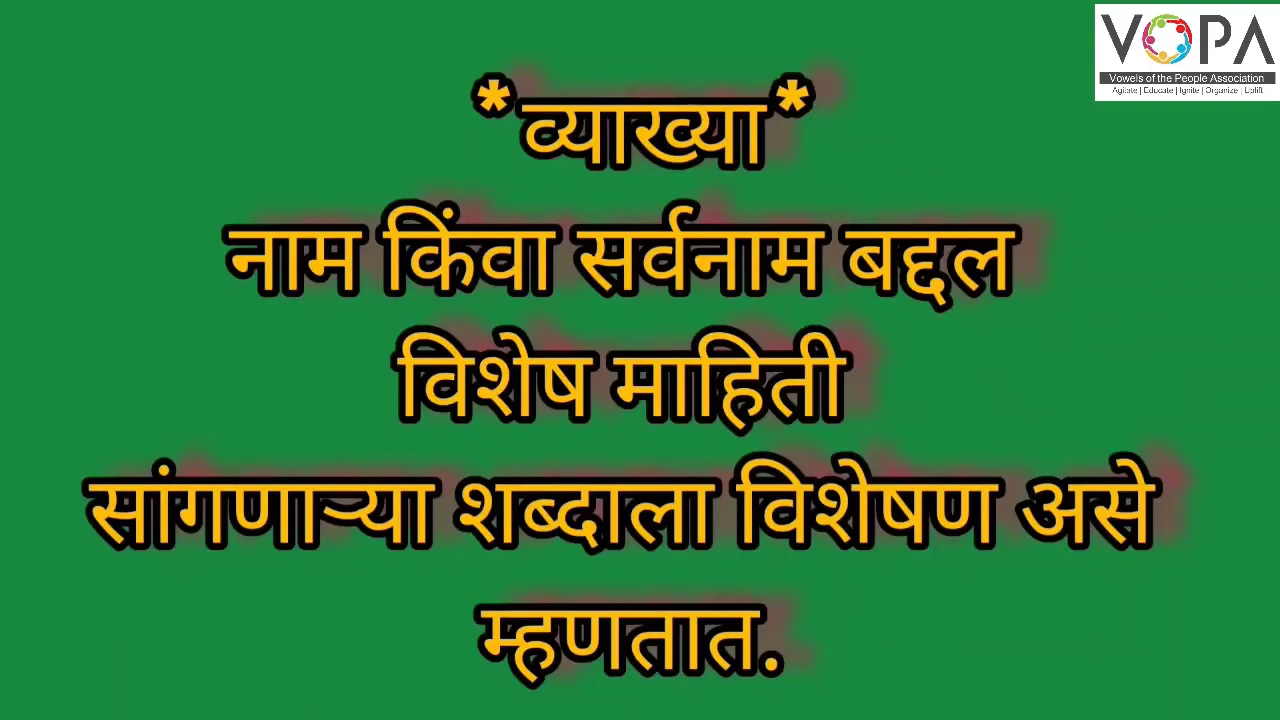 VOPA
Vowels of the People Association
Agitate | Educate | Ignite | Organize | Uplift
*व्याख्या*
नाम किंवा सर्वनाम बद्दल
विशेष माहिती
सांगणाऱ्या शब्दाला विशेषण असे
म्हणतात.